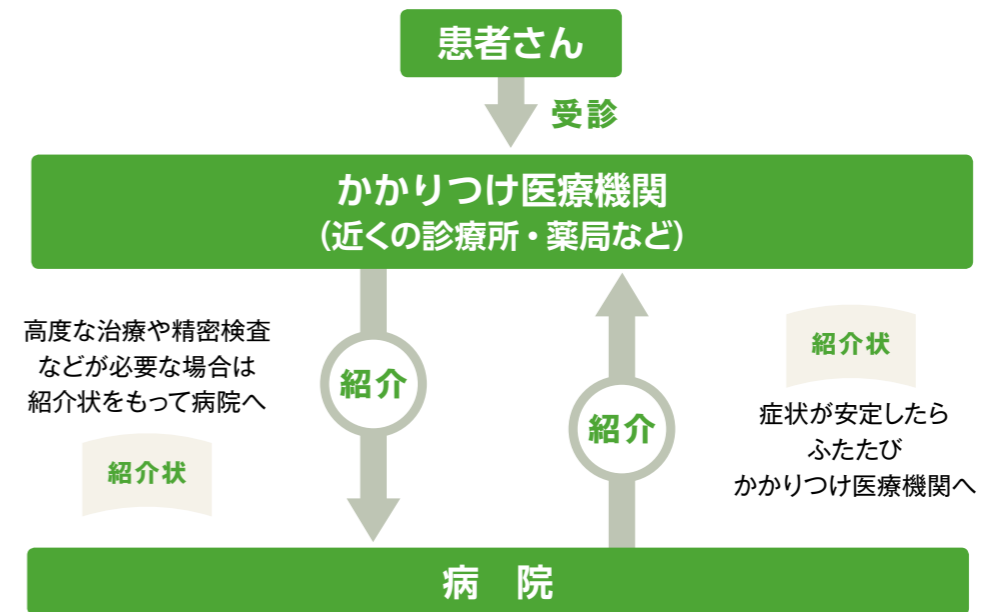 患者さん
受診
かかりつけ医療機関
(近くの診療所・薬局など)
高度な治療や精密検査
などが必要な場合は
紹介状をもって病院へ
紹介状
紹介
紹介
紹介状
症状が安定したら
ふたたび
かかりつけ医療機関へ
病　院